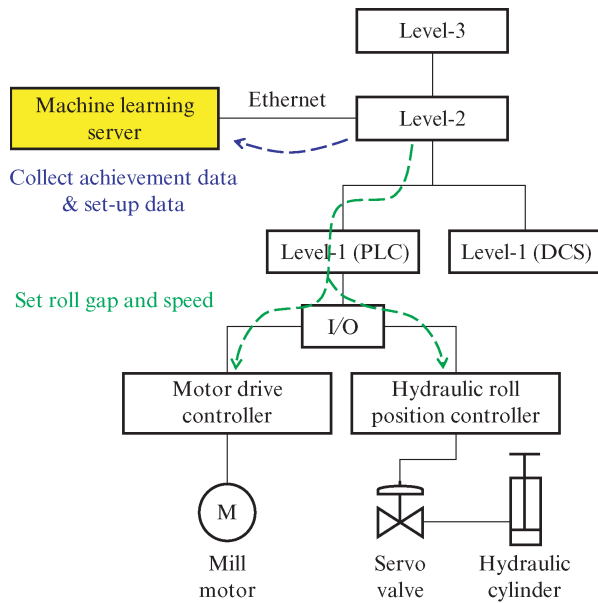 Level-3
Machine learning
server
Ethernet
Level-2
Collect achievement data
& set-up data
Level-1 (PLC)
Level-1 (DCS)
Set roll gap and speed
I/O
Motor drive
controller
Hydraulic roll
position controller
M
Mill
motor
Servo
valve
Hydraulic
cylinder